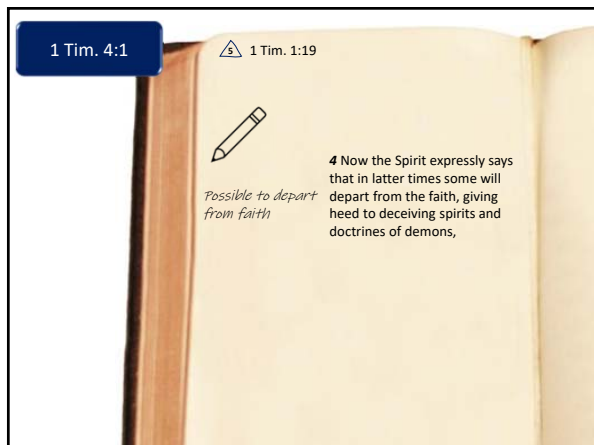 1 Tim. 4:1
5 1 Tim. 1:19
Possible to depart
from faith
4 Now the Spirit expressly says
that in latter times some will
depart from the faith, giving
heed to deceiving spirits and
doctrines of demons,